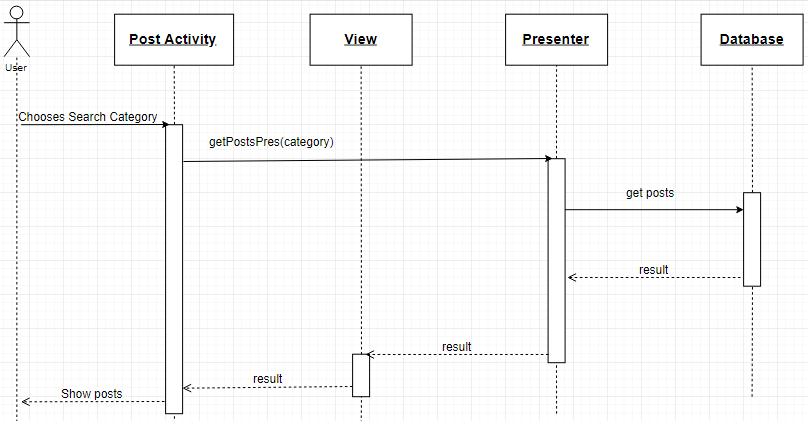 Post Activity
View
Presenter
Database
User
Chooses Search Category
getPostsPres(category)
get posts
result
result
result
Show posts